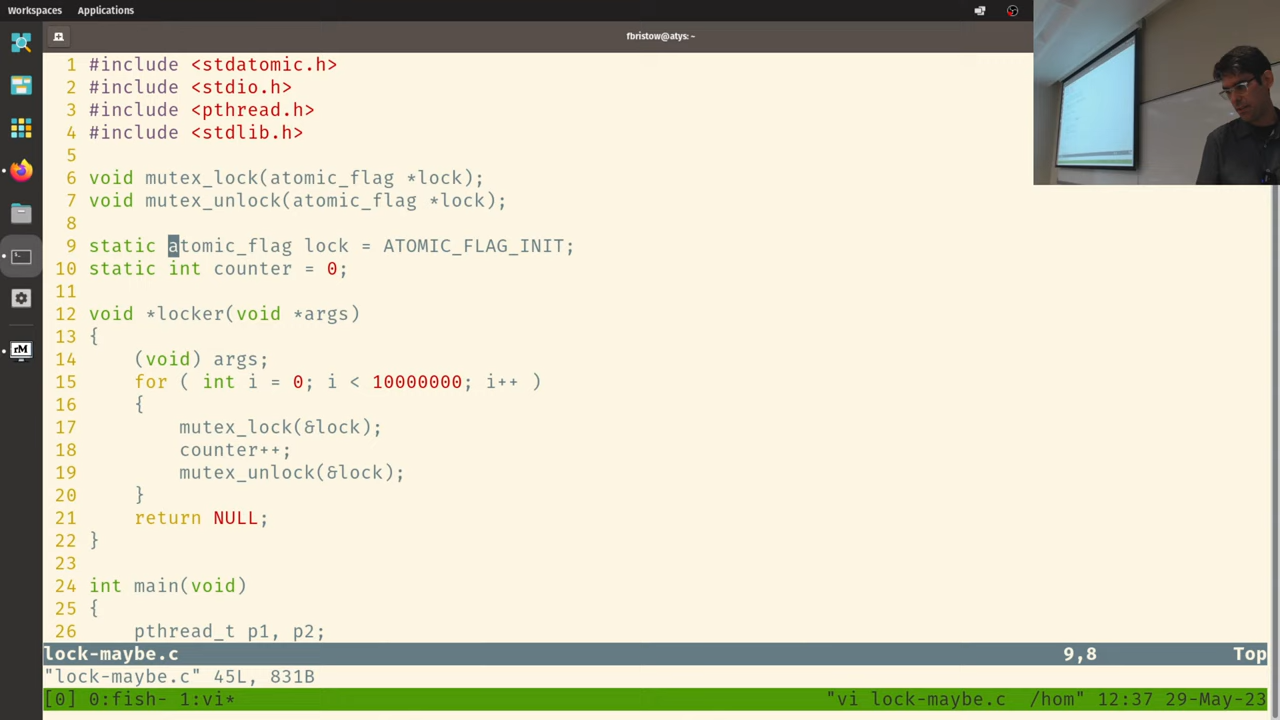 Workspaces Applications
fbristow@atys: ~
1 #include <stdatomic.h>
2 #include <stdio.h>
3 #include <pthread.h>
4 #include <stdlib.h>
5
6 void mutex_lock(atomic_flag *lock);
7 void mutex_unlock(atomic_flag *lock);
8
9 static atomic_flag lock = ATOMIC_FLAG_INIT;
10 static int counter = 0;
11
12 void *locker(void *args)
13 {
14     (void) args;
15     for ( int i = 0; i < 10000000; i++ )
16     {
17         mutex_lock(&lock);
18         counter++;
19         mutex_unlock(&lock);
20     }
21     return NULL;
22 }
23
24 int main(void)
25 {
26     pthread_t p1, p2;
lock-maybe.c 9,8 Top
"lock-maybe.c" 45L, 831B
[0] 0:fish- 1:vi* "vi lock-maybe.c /hom" 12:37 29-May-23
rM